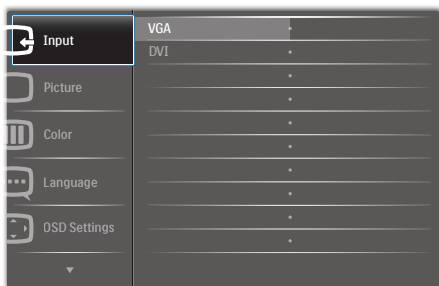 Input
VGA
DVI
Picture
Color
Language
OSD Settings